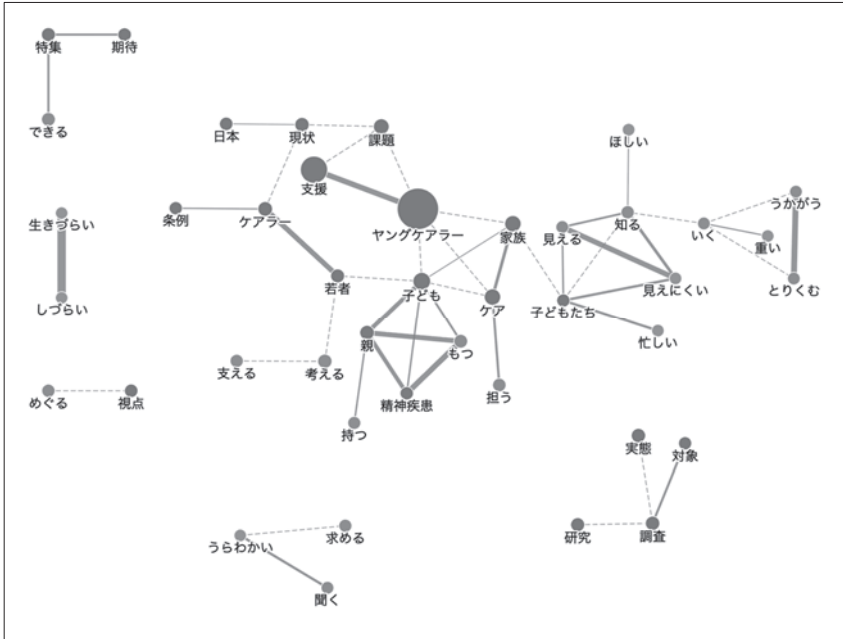 特集
期待
できる
日本
現状
課題
ほしい
支援
生きづらい
条例
ケアラー
ヤングケアラー
家族
見える
知る
いく
うかがう
重い
しづらい
若者
子ども
ケア
子どもたち
見えにくい
とりくむ
忙しい
親
もつ
支える
考える
めぐる
視点
精神疾患
担う
持つ
実態
対象
研究
調査
うらわかい
求める
聞く